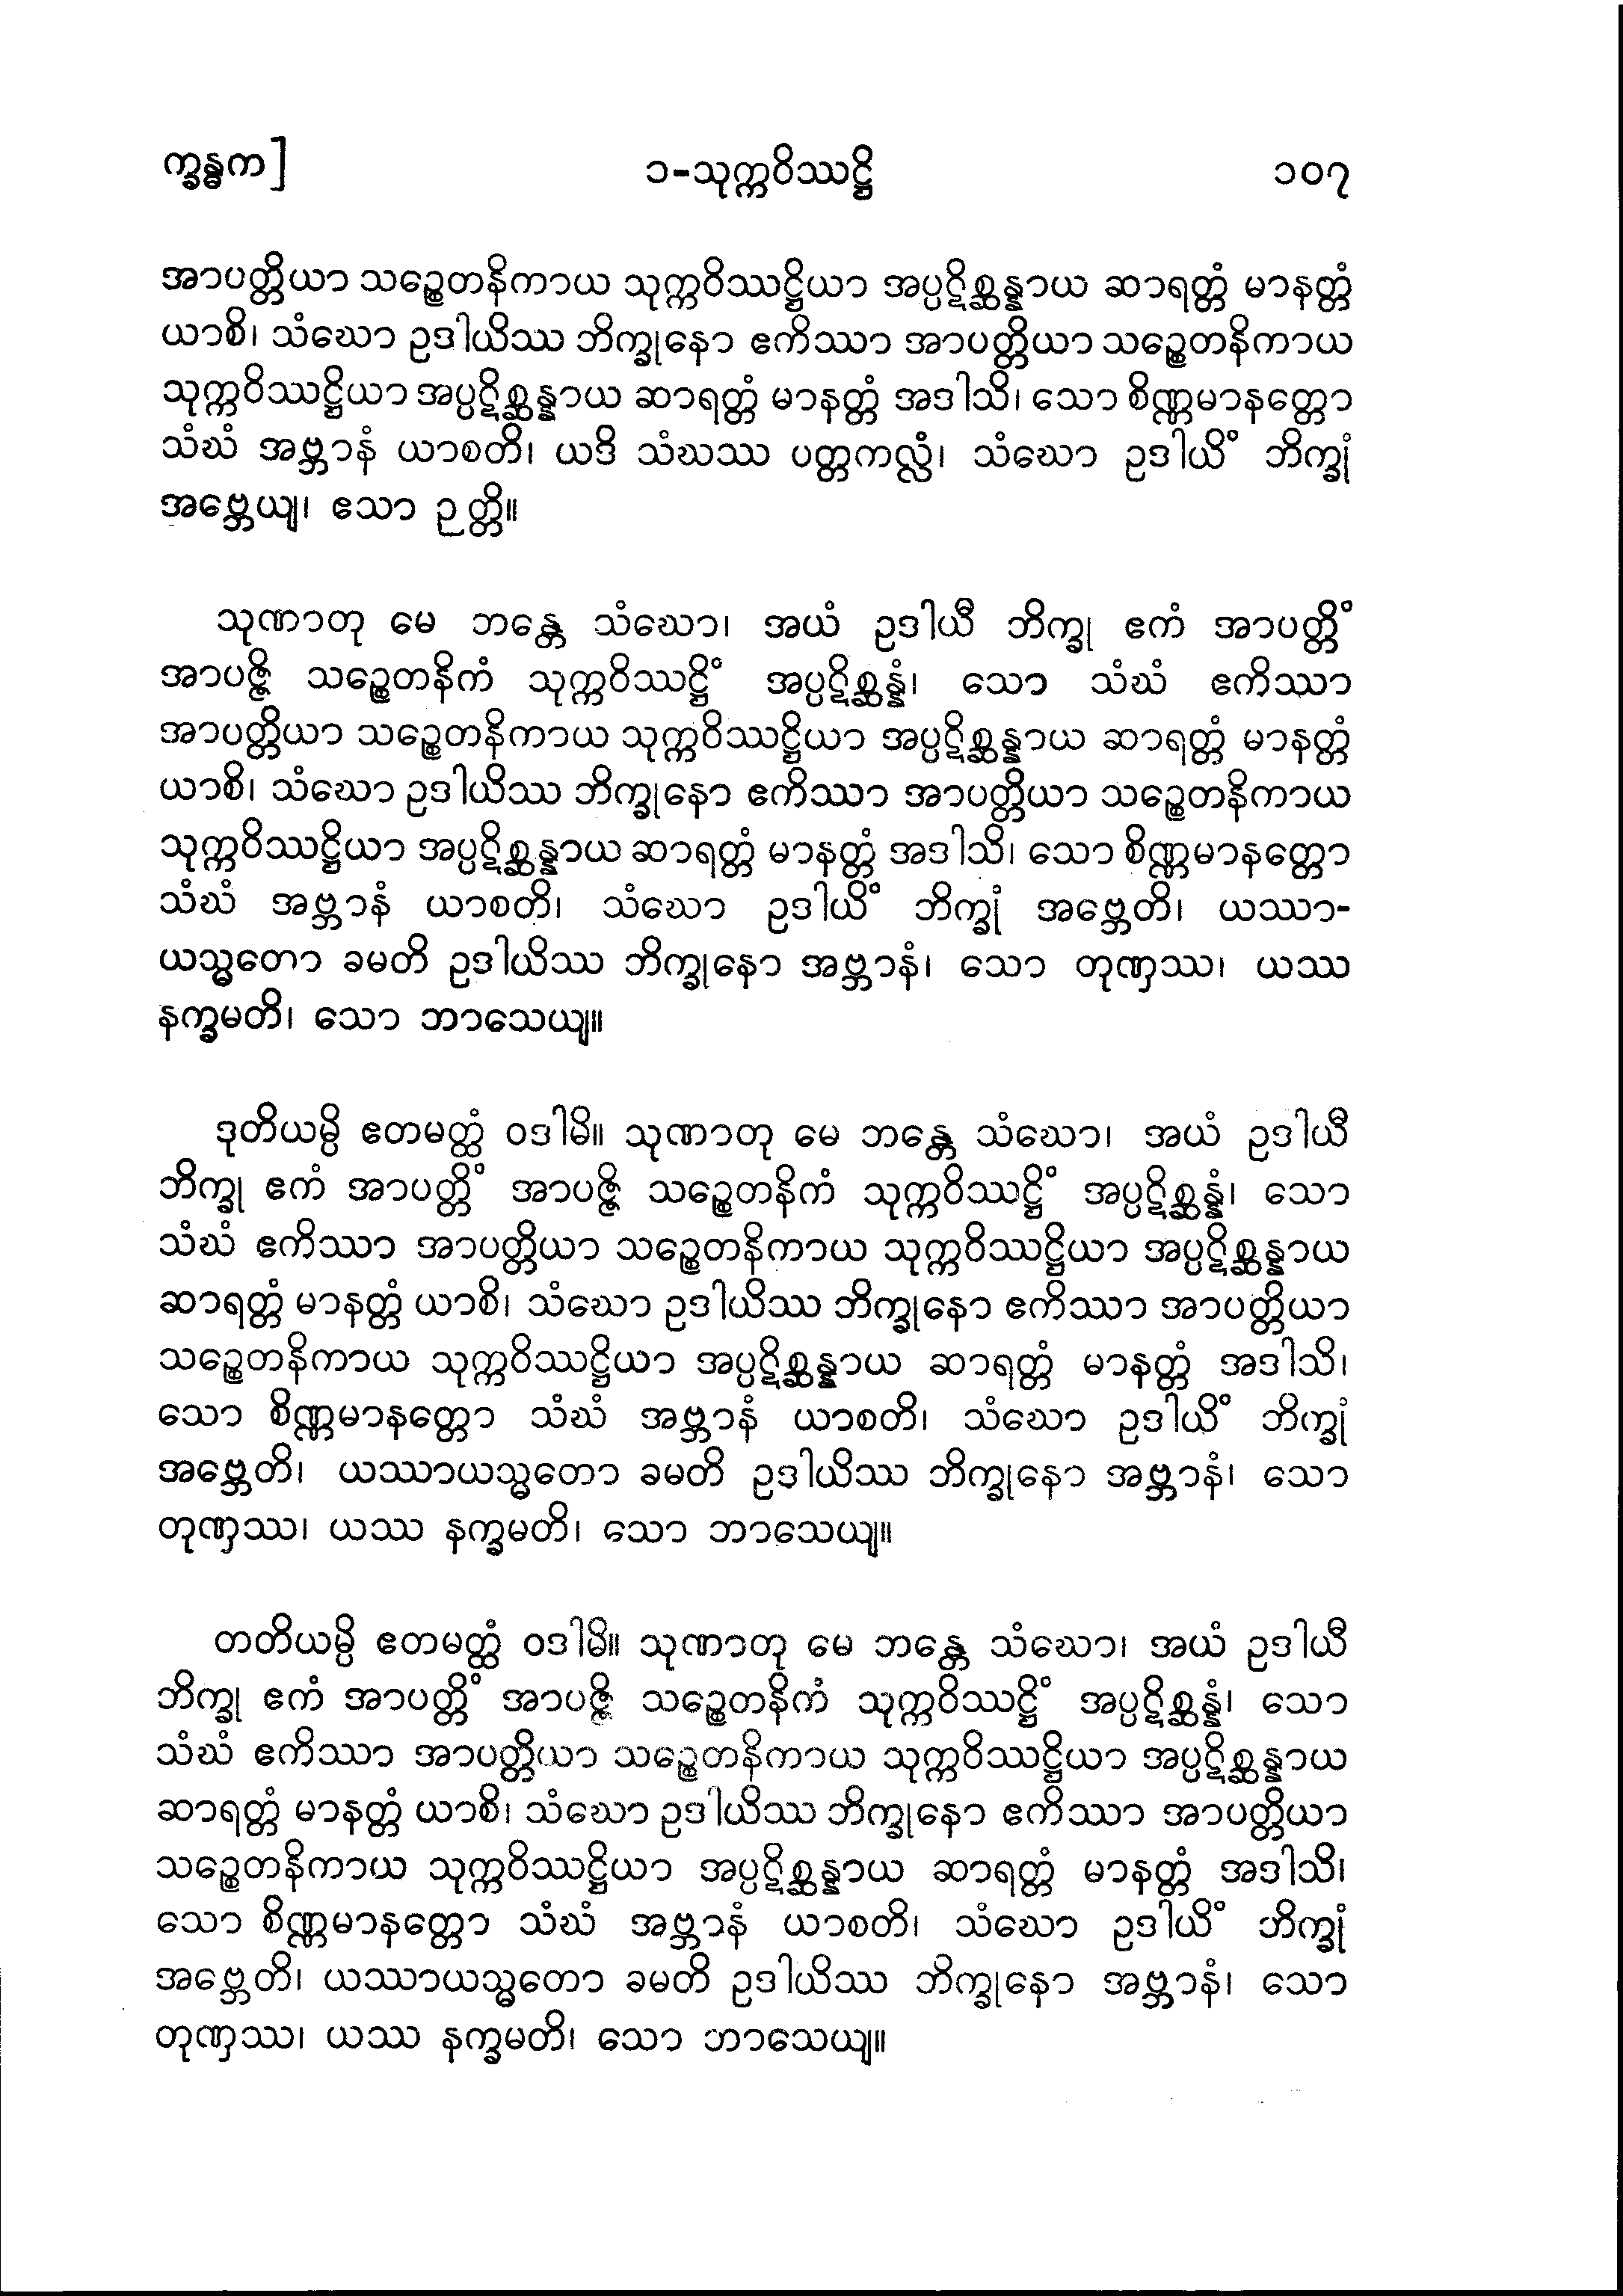 က္ခန္ဓက]
၁-သုက္ကဝိဿဋ္ဌိ
၁၀၇
အာပတ္တိယာ သဉ္စေတနိကာယ သုက္ကဝိဿဋ္ဌိယာ အပ္ပဋိစ္ဆန္နာယ ဆာရတ္တံ မာနတ္တံ
ယာစိ၊ သံဃော ဥဒါယိဿ ဘိက္ခုနော ဧကိဿာ အာပတ္တိယာ သဉ္စေတနိကာယ
သုက္ကဝိဿဋ္ဌိယာ အပ္ပဋိစ္ဆန္နာယ ဆာရတ္တံ မာနတ္တံ အဒါသိ၊ သော စိဏ္ဏမာနတ္တော
သံဃံ အဗ္ဘာနံ ယာစတိ၊ ယဒိ သံဃဿ ပတ္တကလ္လံ၊ သံဃော ဥဒါယိံ ဘိက္ခုံ
အဗ္ဘေယျ၊ ဧသာ ဉတ္တိ။
သုဏာတု မေ ဘန္တေ သံဃော၊ အယံ ဥဒါယီ ဘိက္ခု ဧကံ အာပတ္တိံ
အာပဇ္ဇိ သဉ္စေတနိကံ သုက္ကဝိဿဋ္ဌိံ အပ္ပဋိစ္ဆန္နံ၊ သော သံဃံ ဧကိဿာ
အာပတ္တိယာ သဉ္စေတနိကာယ သုက္ကဝိဿဋ္ဌိယာ အပ္ပဋိစ္ဆန္နာယ ဆာရတ္တံ မာနတ္တံ
ယာစိ၊ သံဃော ဥဒါယိဿ ဘိက္ခုနော ဧကိဿာ အာပတ္တိယာ သဉ္စေတနိကာယ
သုက္ကဝိဿဋ္ဌိယာ အပ္ပဋိစ္ဆန္နာယ ဆာရတ္တံ မာနတ္တံ အဒါသိ၊ သော စိဏ္ဏမာနတ္တော
သံဃံ အဗ္ဘာနံ ယာစတိ၊ သံဃော ဥဒါယိံ ဘိက္ခုံ အဗ္ဘေတိ၊ ယဿာ-
ယသ္မတော ခမတိ ဥဒါယိဿ ဘိက္ခုနော အဗ္ဘာနံ၊ သော တုဏှဿ၊ ယဿ
နက္ခမတိ၊ သော ဘာသေယျ။
ဒုတိယမ္ပိ ဧတမတ္ထံ ဝဒါမိ။ သုဏာတု မေ ဘန္တေ သံဃော၊ အယံ ဥဒါယီ
ဘိက္ခု ဧကံ အာပတ္တိံ အာပဇ္ဇိ သဉ္စေတနိကံ သုက္ကဝိဿဋ္ဌိံ အပ္ပဋိစ္ဆန္နံ၊ သော
သံဃံ ဧကိဿာ အာပတ္တိယာ သဉ္စေတနိကာယ သုက္ကဝိဿဋ္ဌိယာ အပ္ပဋိစ္ဆန္နာယ
ဆာရတ္တံ မာနတ္တံ ယာစိ၊ သံဃော ဥဒါယိဿ ဘိက္ခုနော ဧကိဿာ အာပတ္တိယာ
သဉ္စေတနိကာယ သုက္ကဝိဿဋ္ဌိယာ အပ္ပဋိစ္ဆန္နာယ ဆာရတ္တံ မာနတ္တံ အဒါသိ၊
သော စိဏ္ဏမာနတ္တော သံဃံ အဗ္ဘာနံ ယာစတိ၊ သံဃော ဥဒါယိံ ဘိက္ခုံ
အဗ္ဘေတိ၊ ယဿာယသ္မတော ခမတိ ဥဒါယိဿ ဘိက္ခုနော အဗ္ဘာနံ၊ သော
တုဏှဿ၊ ယဿ နက္ခမတိ၊ သော ဘာသေယျ။
တတိယမ္ပိ ဧတမတ္ထံ ဝဒါမိ။ သုဏာတု မေ ဘန္တေ သံဃော၊ အယံ ဥဒါယီ
ဘိက္ခု ဧကံ အာပတ္တိံ အာပဇ္ဇိ သဉ္စေတနိကံ သုက္ကဝိဿဋ္ဌိံ အပ္ပဋိစ္ဆန္နံ၊ သော
သံဃံ ဧကိဿာ အာပတ္တိယာ သဉ္စေတနိကာယ သုက္ကဝိဿဋ္ဌိယာ အပ္ပဋိစ္ဆန္နာယ
ဆာရတ္တံ မာနတ္တံ ယာစိ၊ သံဃော ဥဒါယိဿ ဘိက္ခုနော ဧကိဿာ အာပတ္တိယာ
သဉ္စေတနိကာယ သုက္ကဝိဿဋ္ဌိယာ အပ္ပဋိစ္ဆန္နာယ ဆာရတ္တံ မာနတ္တံ အဒါသိ၊
သော စိဏ္ဏမာနတ္တော သံဃံ အဗ္ဘာနံ ယာစတိ၊ သံဃော ဥဒါယိံ ဘိက္ခုံ
အဗ္ဘေတိ၊ ယဿာယသ္မတော ခမတိ ဥဒါယိဿ ဘိက္ခုနော အဗ္ဘာနံ၊ သော
တုဏှဿ၊ ယဿ နက္ခမတိ၊ သော ဘာသေယျ။